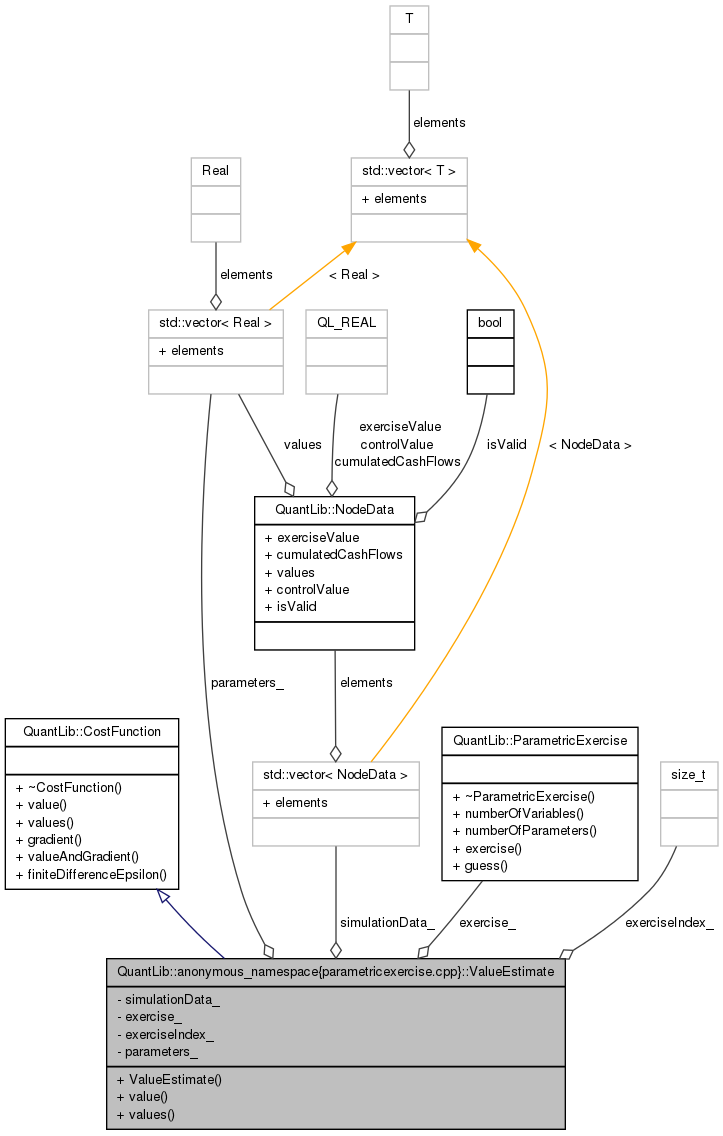 T
elements
Real
std::vector< T >
+ elements
elements
< Real >
std::vector< Real >
+ elements
QL_REAL
bool
values
exerciseValue
controlValue
cumulatedCashFlows
isValid
< NodeData >
QuantLib::NodeData
+ exerciseValue
+ cumulatedCashFlows
+ values
+ controlValue
+ isValid
parameters_
elements
QuantLib::CostFunction
+ ~CostFunction()
+ value()
+ values()
+ gradient()
+ valueAndGradient()
+ finiteDifferenceEpsilon()
std::vector< NodeData >
+ elements
QuantLib::ParametricExercise
+ ~ParametricExercise()
+ numberOfVariables()
+ numberOfParameters()
+ exercise()
+ guess()
size_t
simulationData_
exercise_
exerciseIndex_
QuantLib::anonymous_namespace{parametricexercise.cpp}::ValueEstimate
- simulationData_
- exercise_
- exerciseIndex_
- parameters_
+ ValueEstimate()
+ value()
+ values()